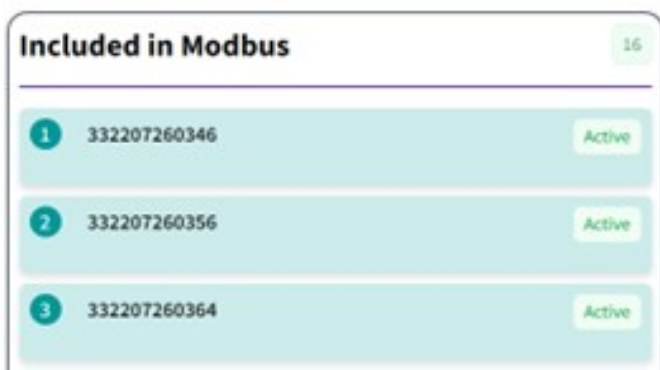 Included in Modbus 16
1 332207260346 Active
2 332207260356 Active
3 332207260364 Active